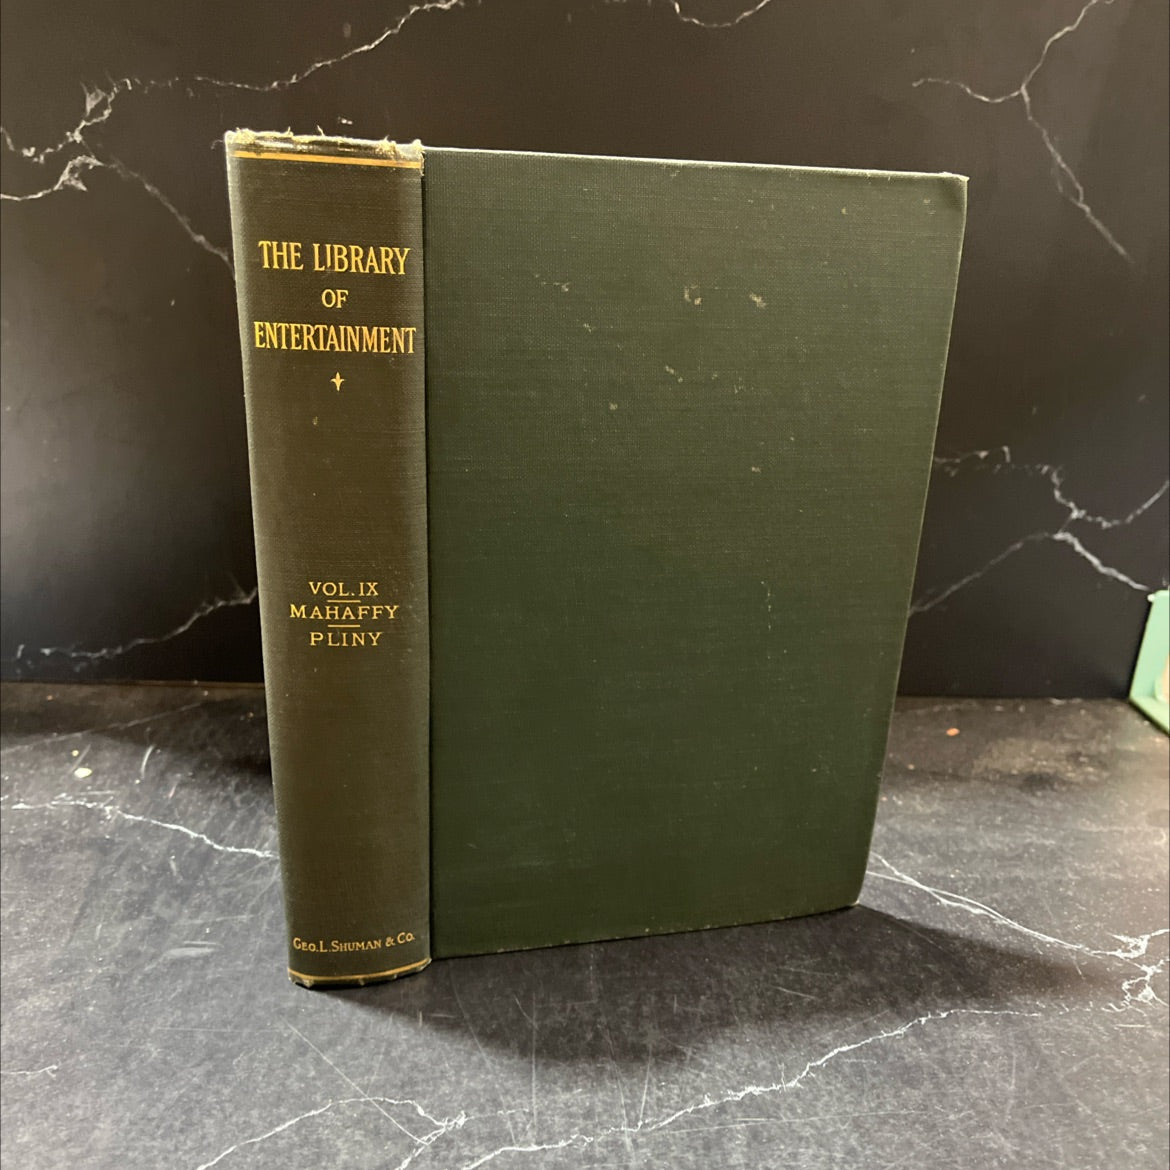 THE LIBRARY
OF
ENTERTAINMENT
VOL. IX
MAHAFFY
PLINY
GEO. L. SHUMAN & CO.